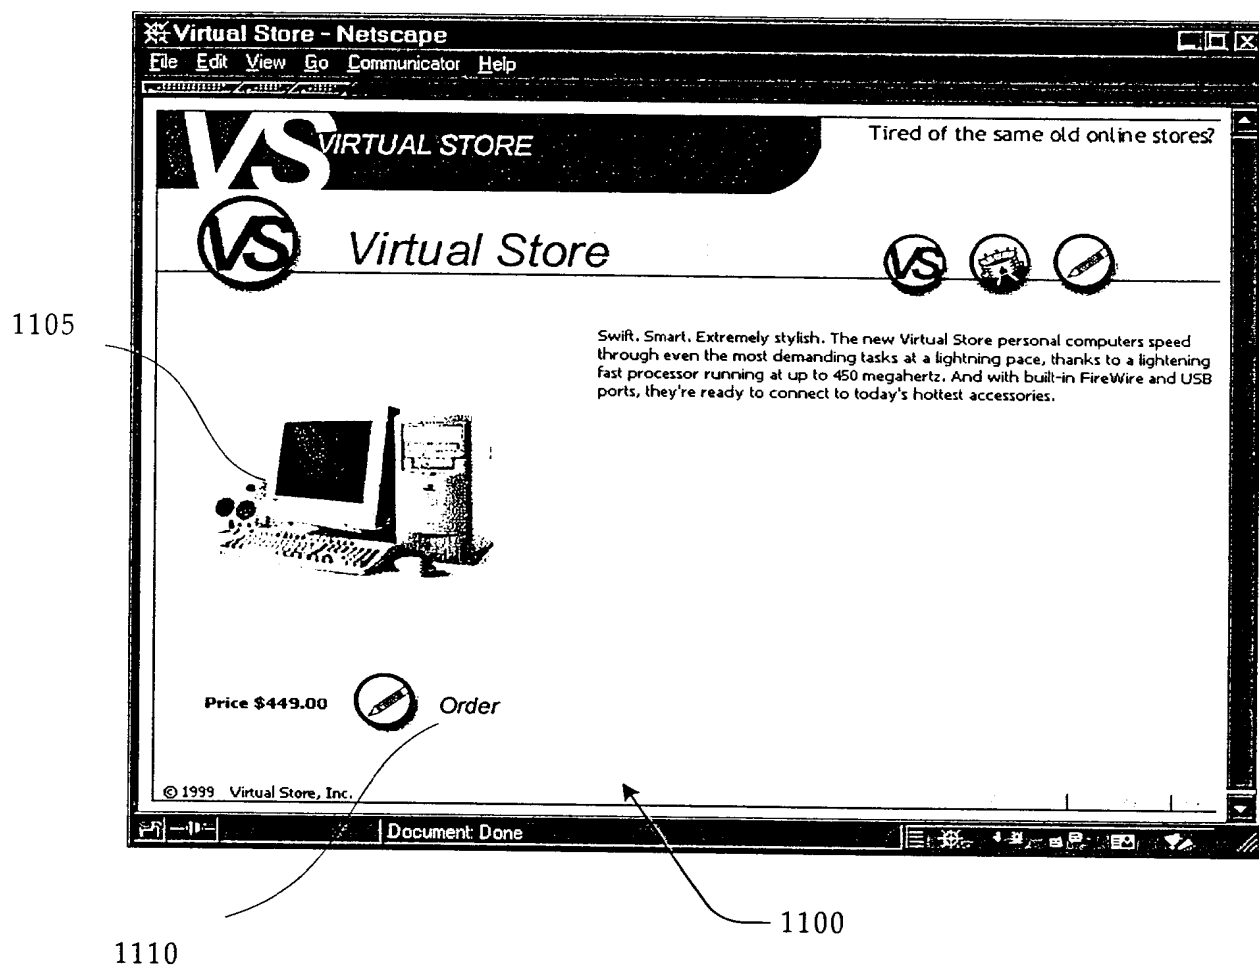 Virtual Store - Netscape
File Edit View Go Communicator Help
VS VIRTUAL STORE
Tired of the same old online stores?
VS Virtual Store
VS
1105
Swift. Smart. Extremely stylish. The new Virtual Store personal computers speed
through even the most demanding tasks at a lightning pace, thanks to a lightening
fast processor running at up to 450 megahertz. And with built-in FireWire and USB
ports, they're ready to connect to today's hottest accessories.
Price $449.00 Order
© 1999 Virtual Store, Inc.
Document: Done
1100
1110